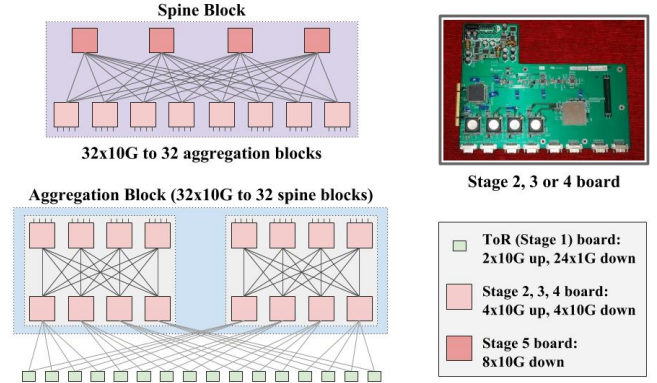 Spine Block
32x10G to 32 aggregation blocks
Stage 2, 3 or 4 board
Aggregation Block (32x10G to 32 spine blocks)
ToR (Stage 1) board:
2x10G up, 24x1G down
Stage 2, 3, 4 board:
4x10G up, 4x10G down
Stage 5 board:
8x10G down